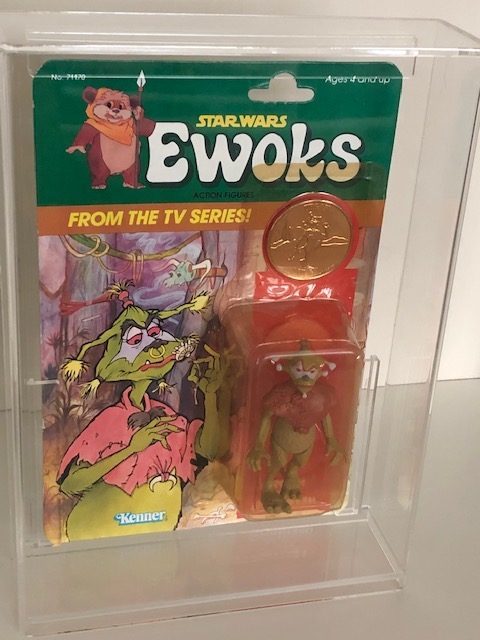 No. 71170
Ages 4 and up
STAR WARS
EWOKS
ACTION FIGURES
FROM THE TV SERIES!
Kenner